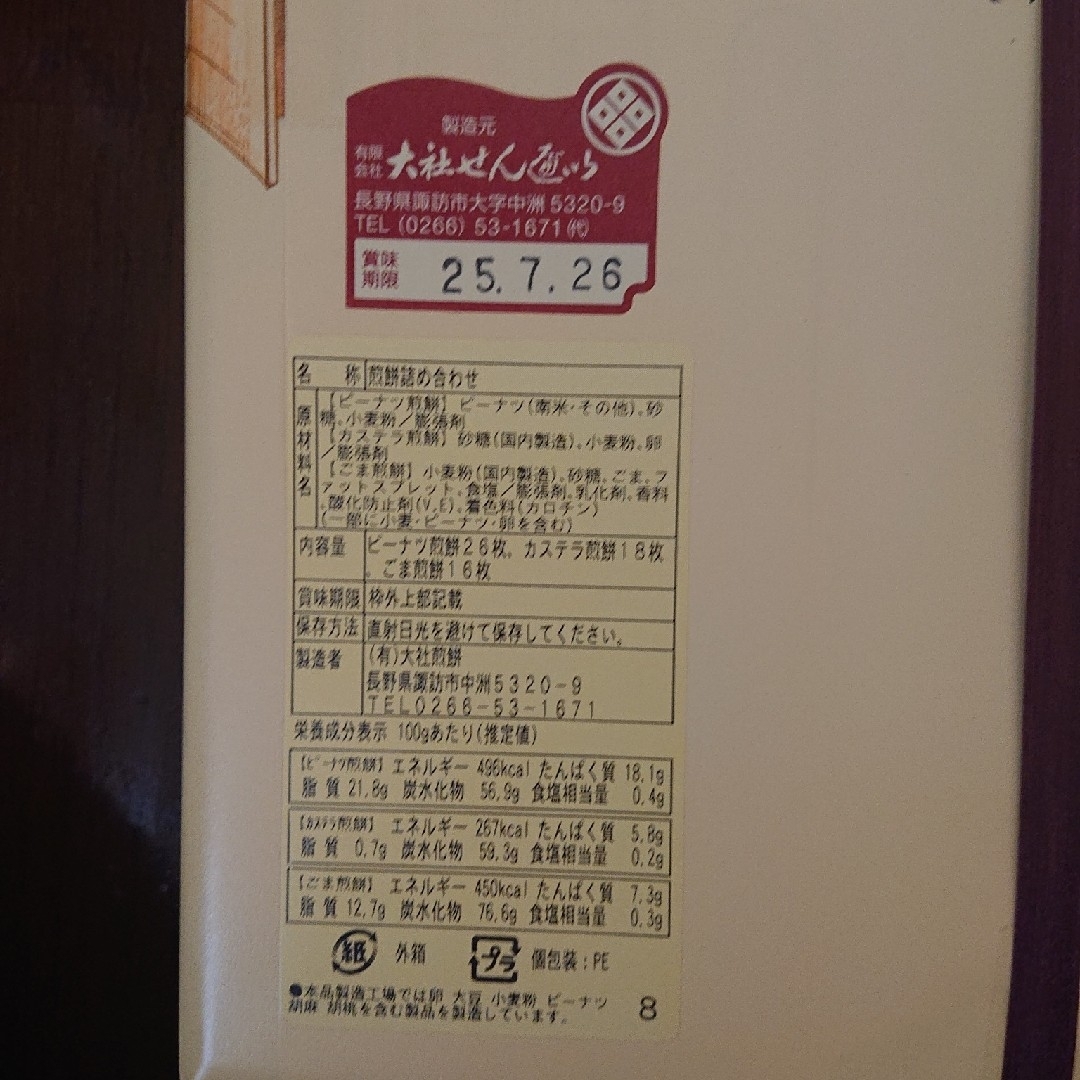 製造元
有限会社 大社せんべい
長野県諏訪市大字中洲5320-9
TEL (0266) 53-1671㈹
賞味期限 25.7.26
名 称 煎餅詰め合わせ
原材料名 【ピーナツ煎餅】ピーナツ(南米・その他)、砂
糖、小麦粉／膨張剤
【カステラ煎餅】砂糖(国内製造)、小麦粉、卵
／膨張剤
【ごま煎餅】小麦粉(国内製造)、砂糖、ごま、フ
ァットスプレット、食塩／膨張剤、乳化剤、香料
、酸化防止剤(V.E)、着色料(カロチン)
(一部に小麦・ピーナツ・卵を含む)
内容量 ピーナツ煎餅26枚、カステラ煎餅18枚
、ごま煎餅16枚
賞味期限 枠外上部記載
保存方法 直射日光を避けて保存してください。
製造者 (有)大社煎餅
長野県諏訪市中洲5320-9
TEL0266-53-1671
栄養成分表示 100gあたり(推定値)
【ピーナツ煎餅】エネルギー 496kcal たんぱく質 18.1g
脂質 21.8g 炭水化物 56.9g 食塩相当量 0.4g
【カステラ煎餅】エネルギー 267kcal たんぱく質 5.8g
脂質 0.7g 炭水化物 59.3g 食塩相当量 0.2g
【ごま煎餅】エネルギー 450kcal たんぱく質 7.3g
脂質 12.7g 炭水化物 76.6g 食塩相当量 0.3g
紙 外箱 プラ 個包装：PE
●本品製造工場では卵 大豆 小麦粉 ピーナツ
胡麻 胡桃を含む製品を製造しています。
8